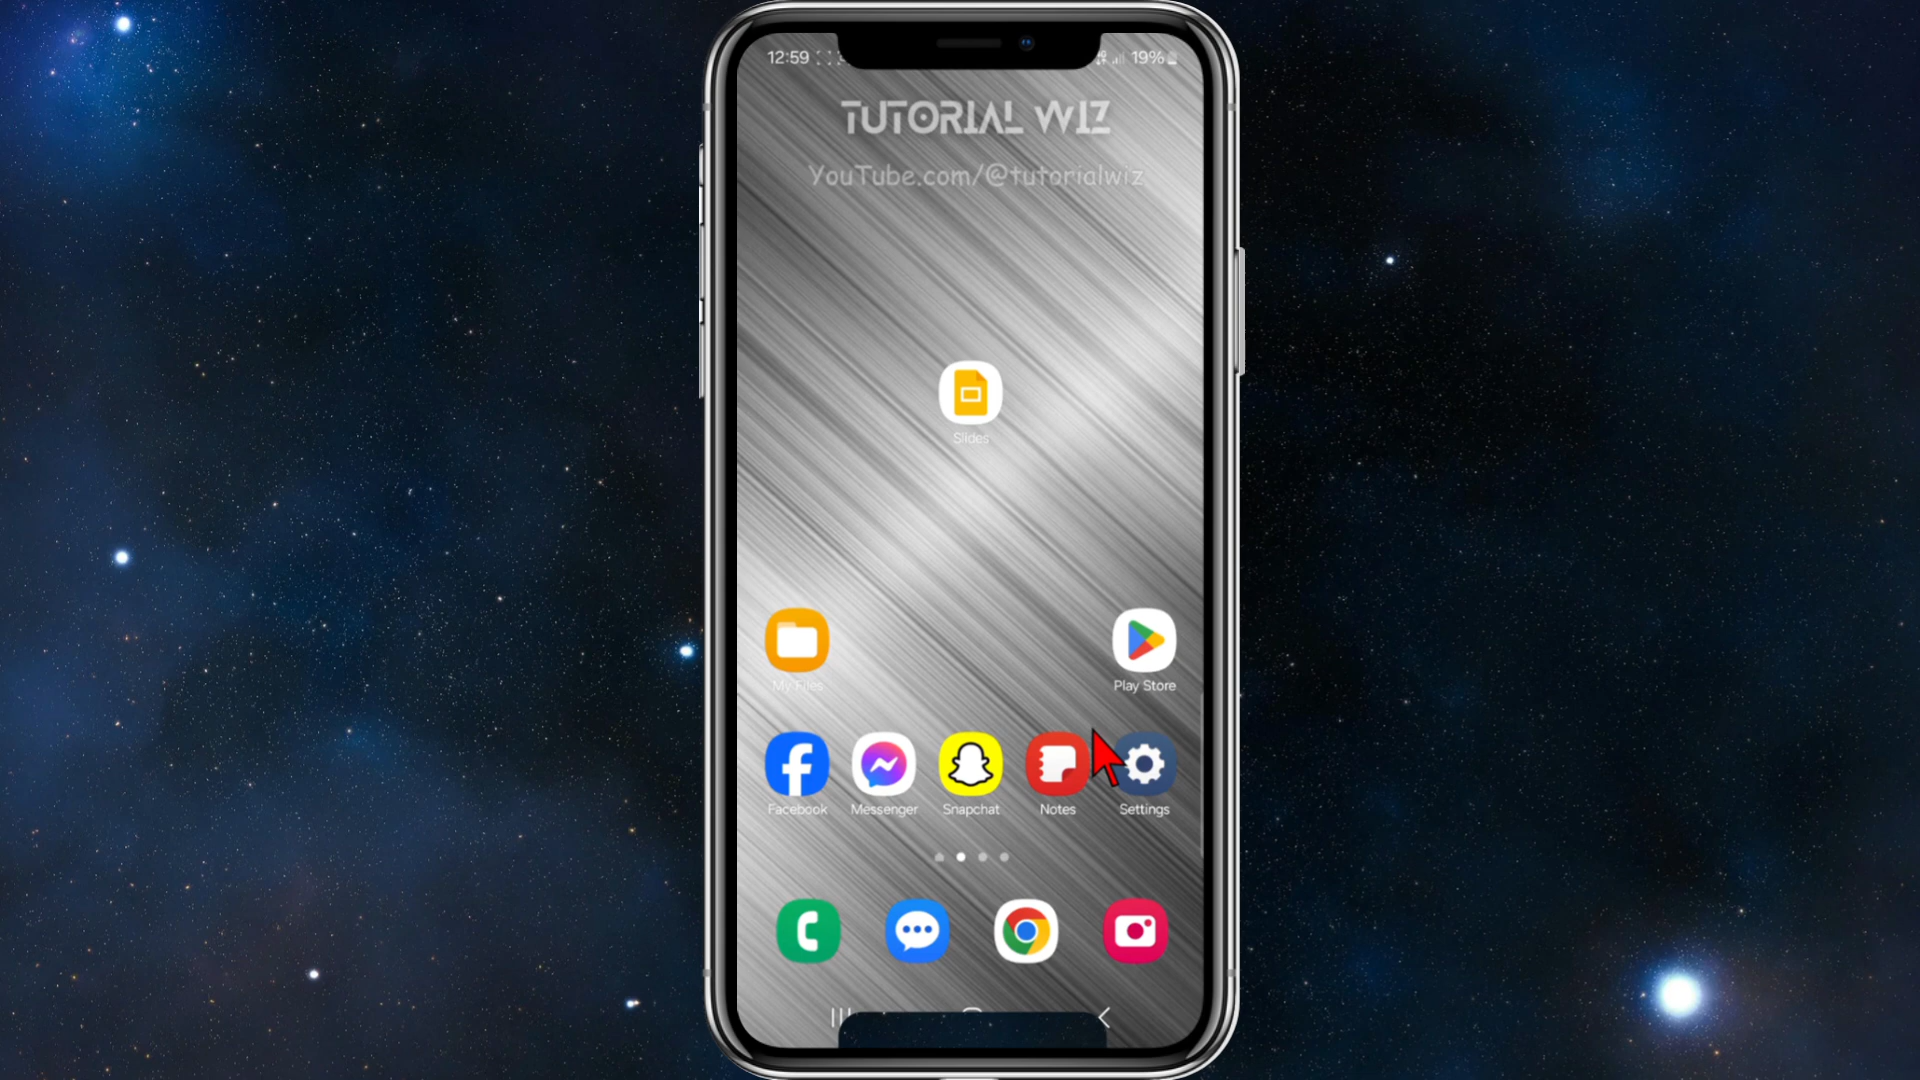 12:59
19%
TUTORIAL WIZ
YouTube.com/@tutorialwiz
Slides
My Files
Play Store
Facebook
Messenger
Snapchat
Notes
Settings